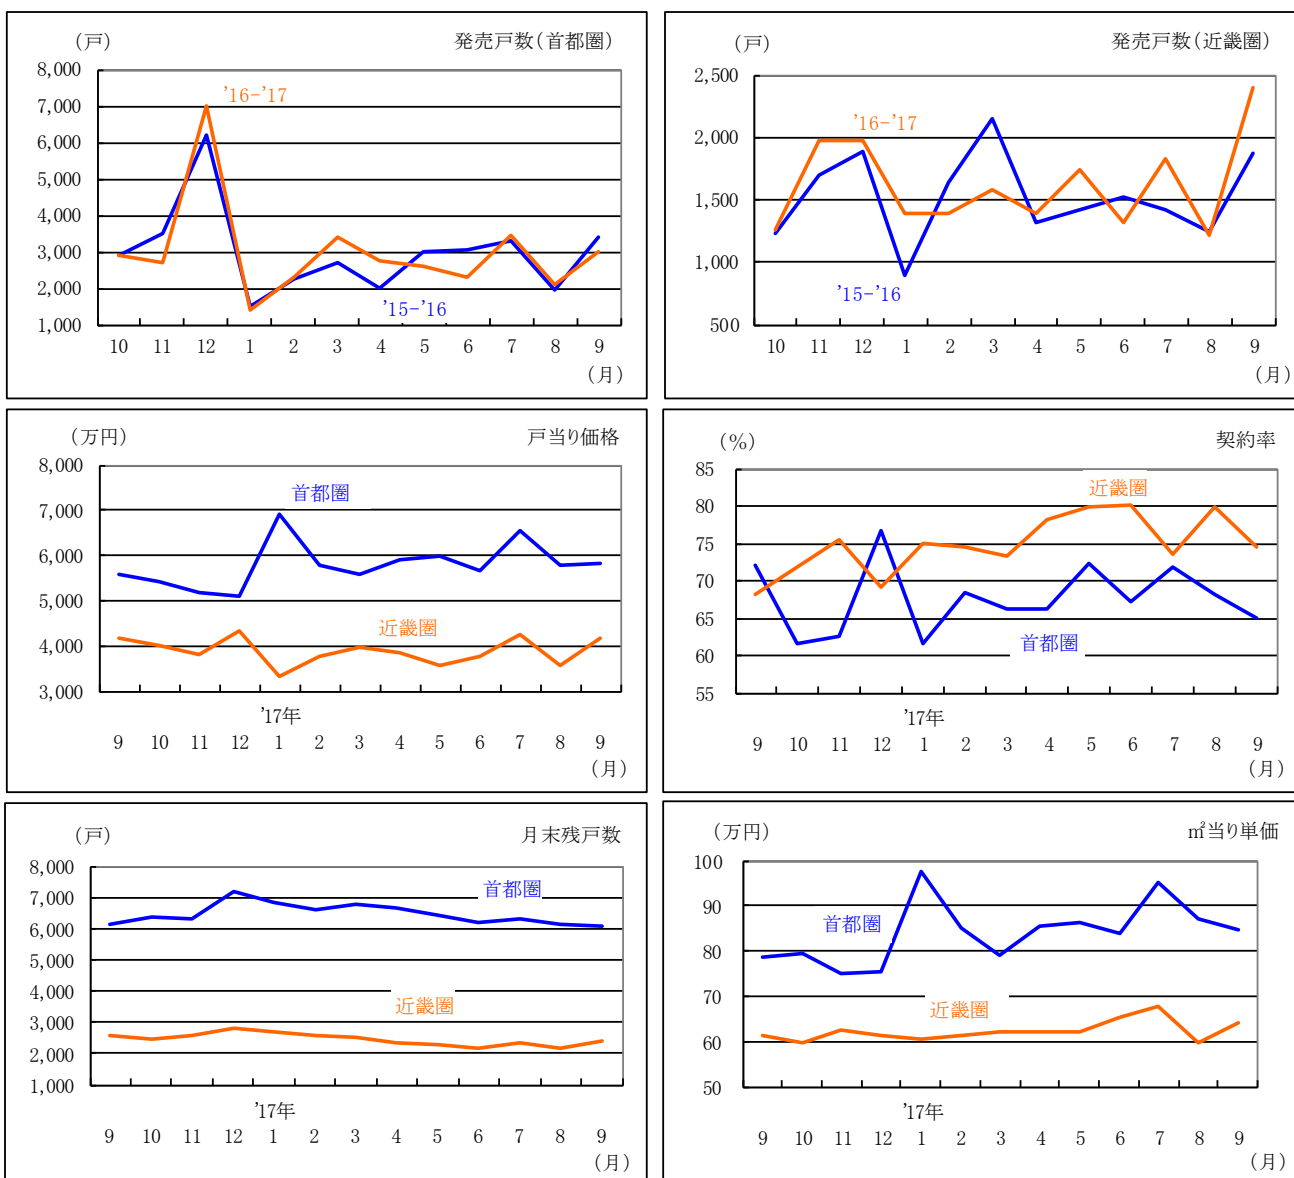 (戸) 発売戸数(首都圏)
8,000
7,000
6,000
5,000
4,000
3,000
2,000
1,000
'16-'17
'15-'16
10 11 12 1 2 3 4 5 6 7 8 9
(月)
(戸) 発売戸数(近畿圏)
2,500
2,000
1,500
1,000
500
'16-'17
'15-'16
10 11 12 1 2 3 4 5 6 7 8 9
(月)
(万円) 戸当り価格
8,000
7,000
6,000
5,000
4,000
3,000
首都圏
近畿圏
'17年
9 10 11 12 1 2 3 4 5 6 7 8 9
(月)
(%) 契約率
85
80
75
70
65
60
55
近畿圏
首都圏
'17年
9 10 11 12 1 2 3 4 5 6 7 8 9
(月)
(戸) 月末残戸数
8,000
7,000
6,000
5,000
4,000
3,000
2,000
1,000
首都圏
近畿圏
'17年
9 10 11 12 1 2 3 4 5 6 7 8 9
(月)
(万円) ㎡当り単価
100
90
80
70
60
50
首都圏
近畿圏
'17年
9 10 11 12 1 2 3 4 5 6 7 8 9
(月)